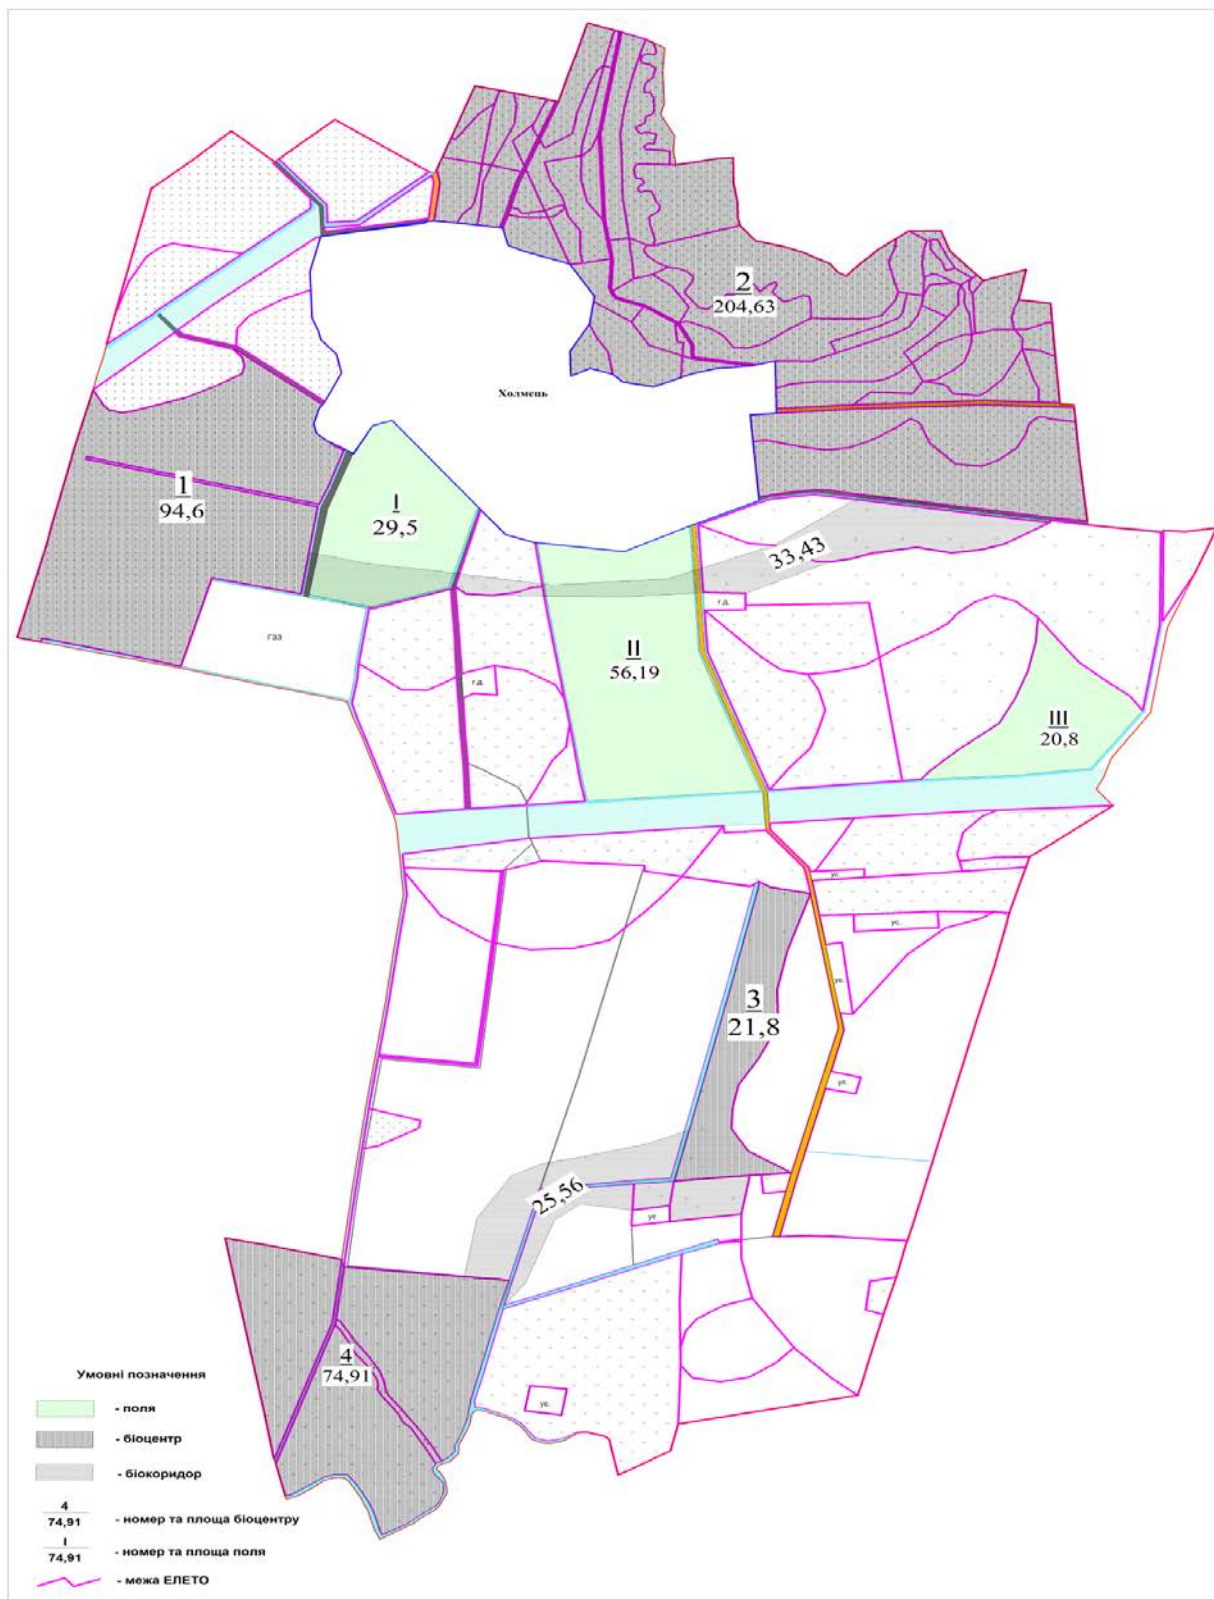 2
204,63
Холмець
1
94,6
I
29,5
33,43
г.д.
гзз
II
56,19
г.д.
III
20,8
ус.
ус.
ус.
3
21,8
ус.
25,56
ус
4
74,91
ус.
Умовні позначення
- поля
- біоцентр
- біокоридор
4
74,91
- номер та площа біоцентру
I
74,91
- номер та площа поля
- межа ЕЛЕТО